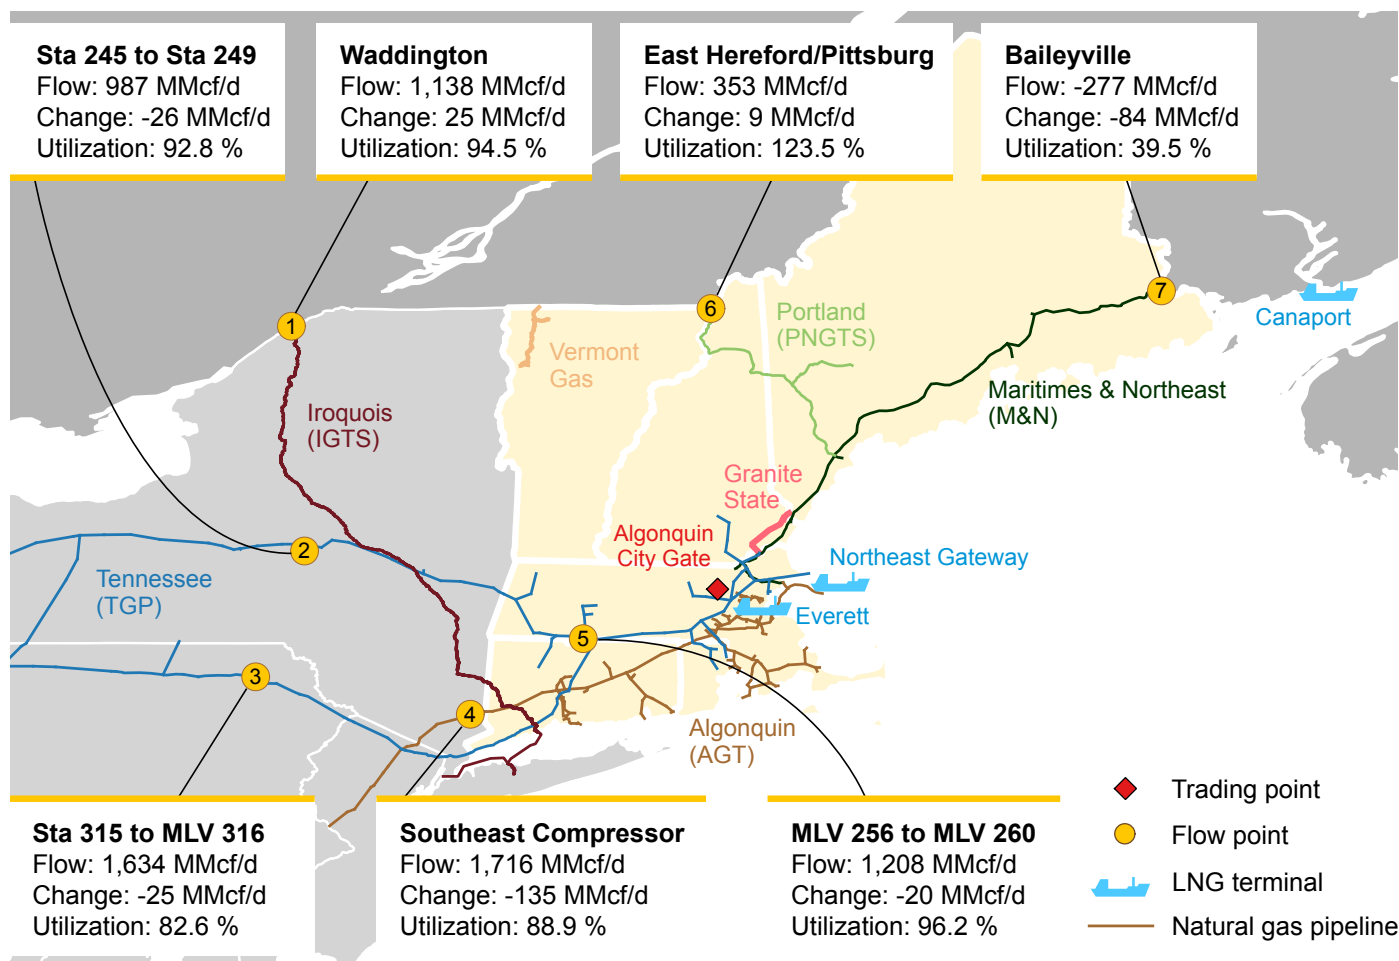 Sta 245 to Sta 249
Flow: 987 MMcf/d
Change: -26 MMcf/d
Utilization: 92.8 %
Waddington
Flow: 1,138 MMcf/d
Change: 25 MMcf/d
Utilization: 94.5 %
East Hereford/Pittsburg
Flow: 353 MMcf/d
Change: 9 MMcf/d
Utilization: 123.5 %
Baileyville
Flow: -277 MMcf/d
Change: -84 MMcf/d
Utilization: 39.5 %
7
6
1
Canaport
Portland
(PNGTS)
Vermont
Gas
Maritimes & Northeast
(M&N)
Iroquois
(IGTS)
Granite
State
Algonquin
City Gate
2
Northeast Gateway
Tennessee
(TGP)
Everett
5
3
4
Algonquin
(AGT)
Sta 315 to MLV 316
Flow: 1,634 MMcf/d
Change: -25 MMcf/d
Utilization: 82.6 %
Southeast Compressor
Flow: 1,716 MMcf/d
Change: -135 MMcf/d
Utilization: 88.9 %
MLV 256 to MLV 260
Flow: 1,208 MMcf/d
Change: -20 MMcf/d
Utilization: 96.2 %
Trading point
Flow point
LNG terminal
Natural gas pipeline